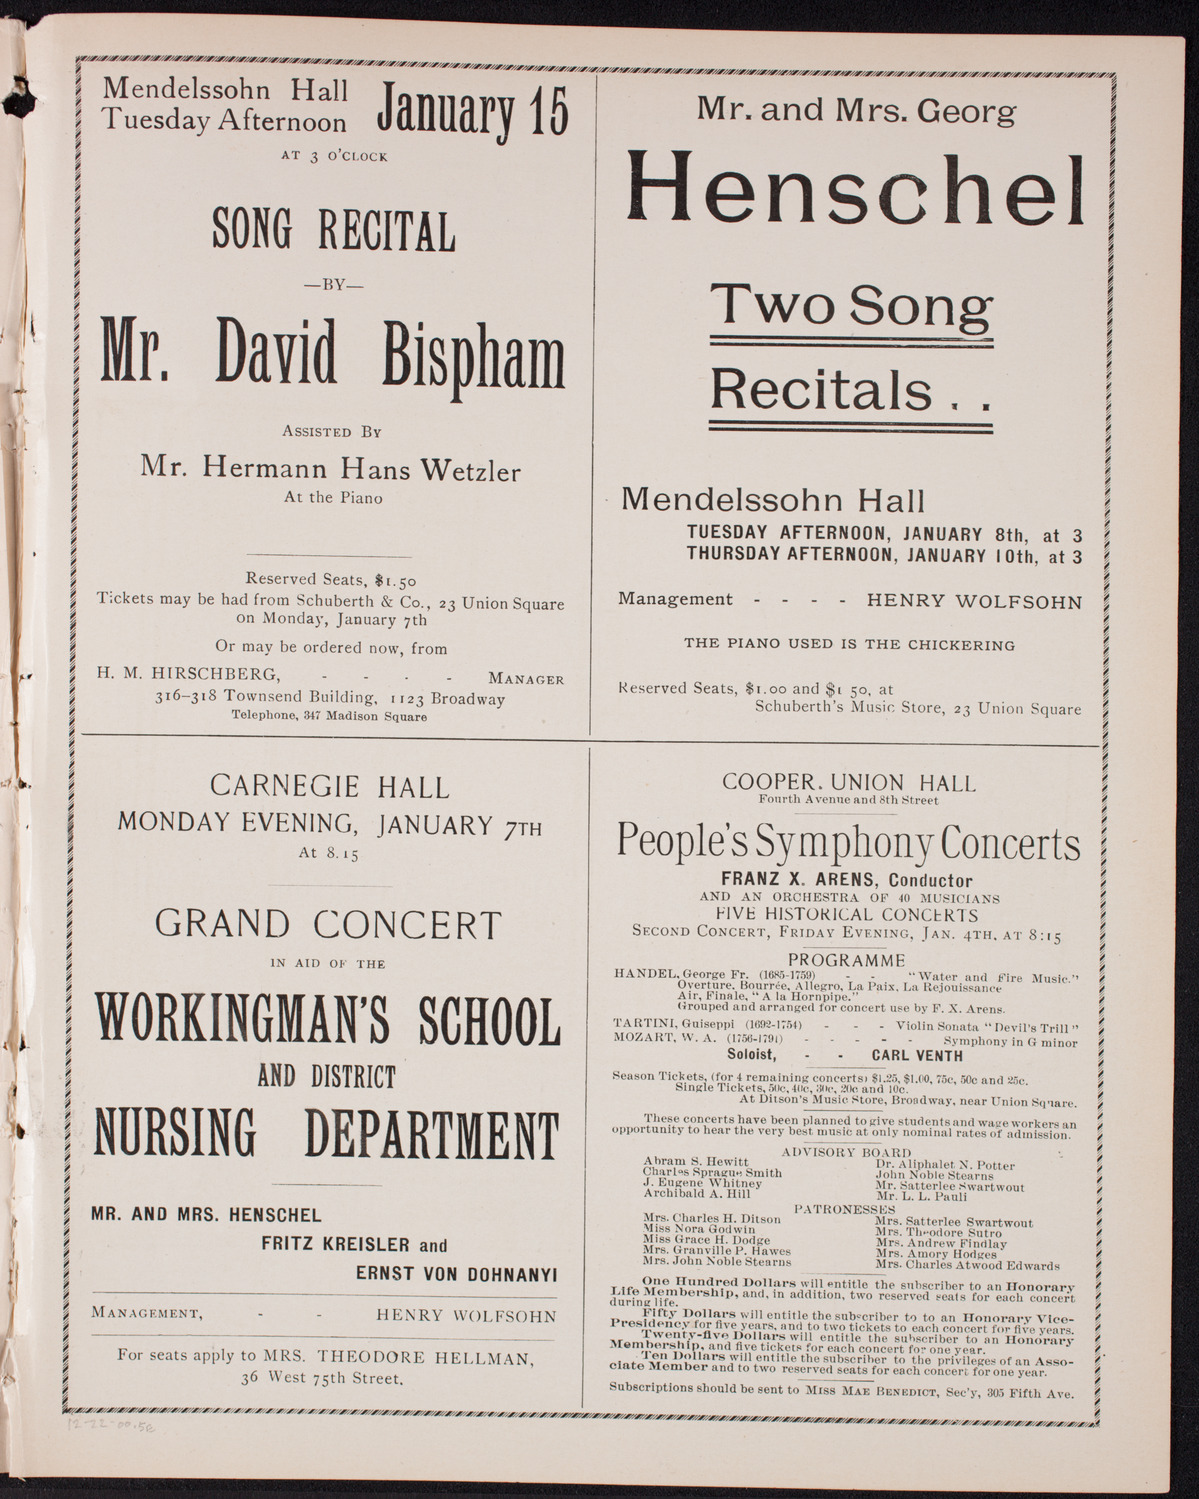 Mendelssohn Hall
Tuesday Afternoon
January 15
AT 3 O'CLOCK
SONG RECITAL
—BY—
Mr. David Bispham
ASSISTED BY
Mr. Hermann Hans Wetzler
At the Piano
Reserved Seats, $1.50
Tickets may be had from Schuberth & Co., 23 Union Square
on Monday, January 7th
Or may be ordered now, from
H. M. HIRSCHBERG, - - - - MANAGER
316-318 Townsend Building, 1123 Broadway
Telephone, 347 Madison Square
Mr. and Mrs. Georg
Henschel
Two Song
Recitals . .
Mendelssohn Hall
TUESDAY AFTERNOON, JANUARY 8th, at 3
THURSDAY AFTERNOON, JANUARY 10th, at 3
Management - - - - HENRY WOLFSOHN
THE PIANO USED IS THE CHICKERING
Reserved Seats, $1.00 and $1 50, at
Schuberth's Music Store, 23 Union Square
CARNEGIE HALL
MONDAY EVENING, JANUARY 7TH
At 8.15
GRAND CONCERT
IN AID OF THE
WORKINGMAN'S SCHOOL
AND DISTRICT
NURSING DEPARTMENT
MR. AND MRS. HENSCHEL
FRITZ KREISLER and
ERNST VON DOHNANYI
MANAGEMENT, - - HENRY WOLFSOHN
For seats apply to MRS. THEODORE HELLMAN,
36 West 75th Street.
COOPER. UNION HALL
Fourth Avenue and 8th Street
People's Symphony Concerts
FRANZ X. ARENS, Conductor
AND AN ORCHESTRA OF 40 MUSICIANS
FIVE HISTORICAL CONCERTS
SECOND CONCERT, FRIDAY EVENING, JAN. 4TH, AT 8:15
PROGRAMME
HANDEL, George Fr. (1685-1759) - - "Water and Fire Music."
Overture, Bourrée, Allegro, La Paix, La Rejouissance
Air, Finale, "A la Hornpipe."
Grouped and arranged for concert use by F. X. Arens.
TARTINI, Guiseppi (1692-1754) - - - Violin Sonata "Devil's Trill"
MOZART, W. A. (1756-1791) - - - - - Symphony in G minor
Soloist, - - CARL VENTH
Season Tickets, (for 4 remaining concerts) $1.25, $1.00, 75c, 50c and 25c.
Single Tickets, 50c, 40c, 30c, 20c and 10c.
At Ditson's Music Store, Broadway, near Union Square.
These concerts have been planned to give students and wage workers an
opportunity to hear the very best music at only nominal rates of admission.
ADVISORY BOARD
Abram S. Hewitt
Charles Sprague Smith
J. Eugene Whitney
Archibald A. Hill
Dr. Aliphalet N. Potter
John Noble Stearns
Mr. Satterlee Swartwout
Mr. L. L. Pauli
PATRONESSES
Mrs. Charles H. Ditson
Miss Nora Godwin
Miss Grace H. Dodge
Mrs. Granville P. Hawes
Mrs. John Noble Stearns
Mrs. Satterlee Swartwout
Mrs. Theodore Sutro
Mrs. Andrew Findlay
Mrs. Amory Hodges
Mrs. Charles Atwood Edwards
One Hundred Dollars will entitle the subscriber to an Honorary
Life Membership, and, in addition, two reserved seats for each concert
during life.
Fifty Dollars will entitle the subscriber to to an Honorary Vice-
Presidency for five years, and to two tickets to each concert for five years.
Twenty-five Dollars will entitle the subscriber to an Honorary
Membership, and five tickets for each concert for one year.
Ten Dollars will entitle the subscriber to the privileges of an Asso-
ciate Member and to two reserved seats for each concert for one year.
Subscriptions should be sent to MISS MAE BENEDICT, Sec'y, 305 Fifth Ave.
12-22-00.5e